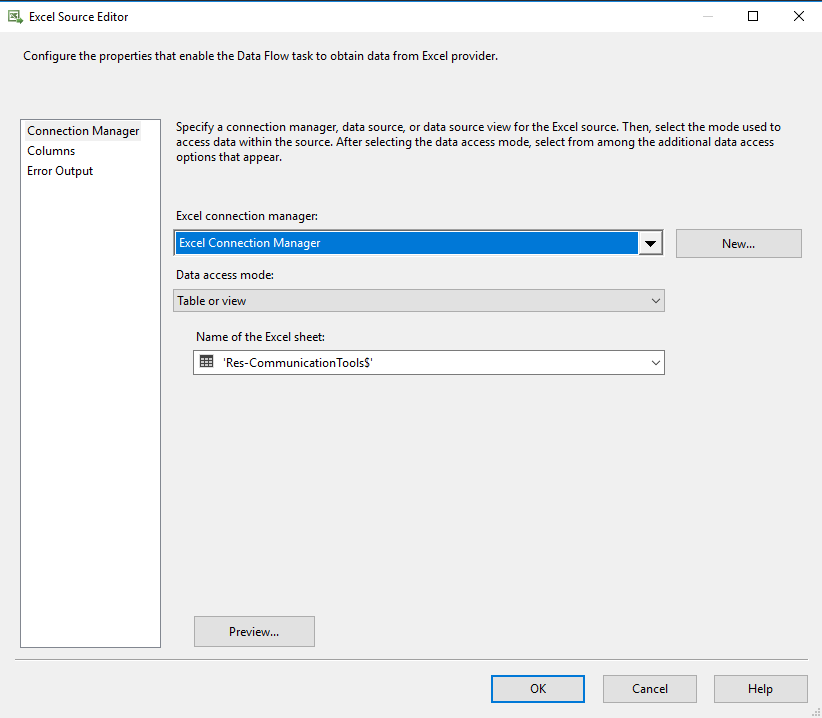 Excel Source Editor
Configure the properties that enable the Data Flow task to obtain data from Excel provider.
Connection Manager
Columns
Error Output
Specify a connection manager, data source, or data source view for the Excel source. Then, select the mode used to
access data within the source. After selecting the data access mode, select from among the additional data access
options that appear.
Excel connection manager:
Excel Connection Manager
New...
Data access mode:
Table or view
Name of the Excel sheet:
'Res-CommunicationTools$'
Preview...
OK
Cancel
Help